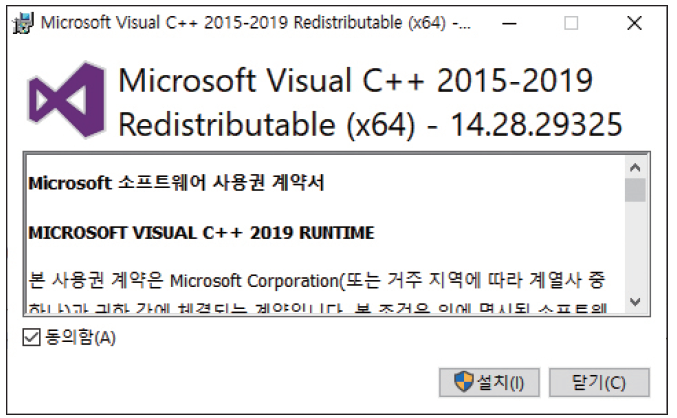 Microsoft Visual C++ 2015-2019 Redistributable (x64) -...
Microsoft Visual C++ 2015-2019
Redistributable (x64) - 14.28.29325
Microsoft 소프트웨어 사용권 계약서
MICROSOFT VISUAL C++ 2019 RUNTIME
본 사용권 계약은 Microsoft Corporation(또는 거주 지역에 따라 계열사 중
하나)과 귀하 간에 체결되는 계약입니다. 본 조건은 위에 명시된 소프트웨
동의함(A)
설치(I)
닫기(C)